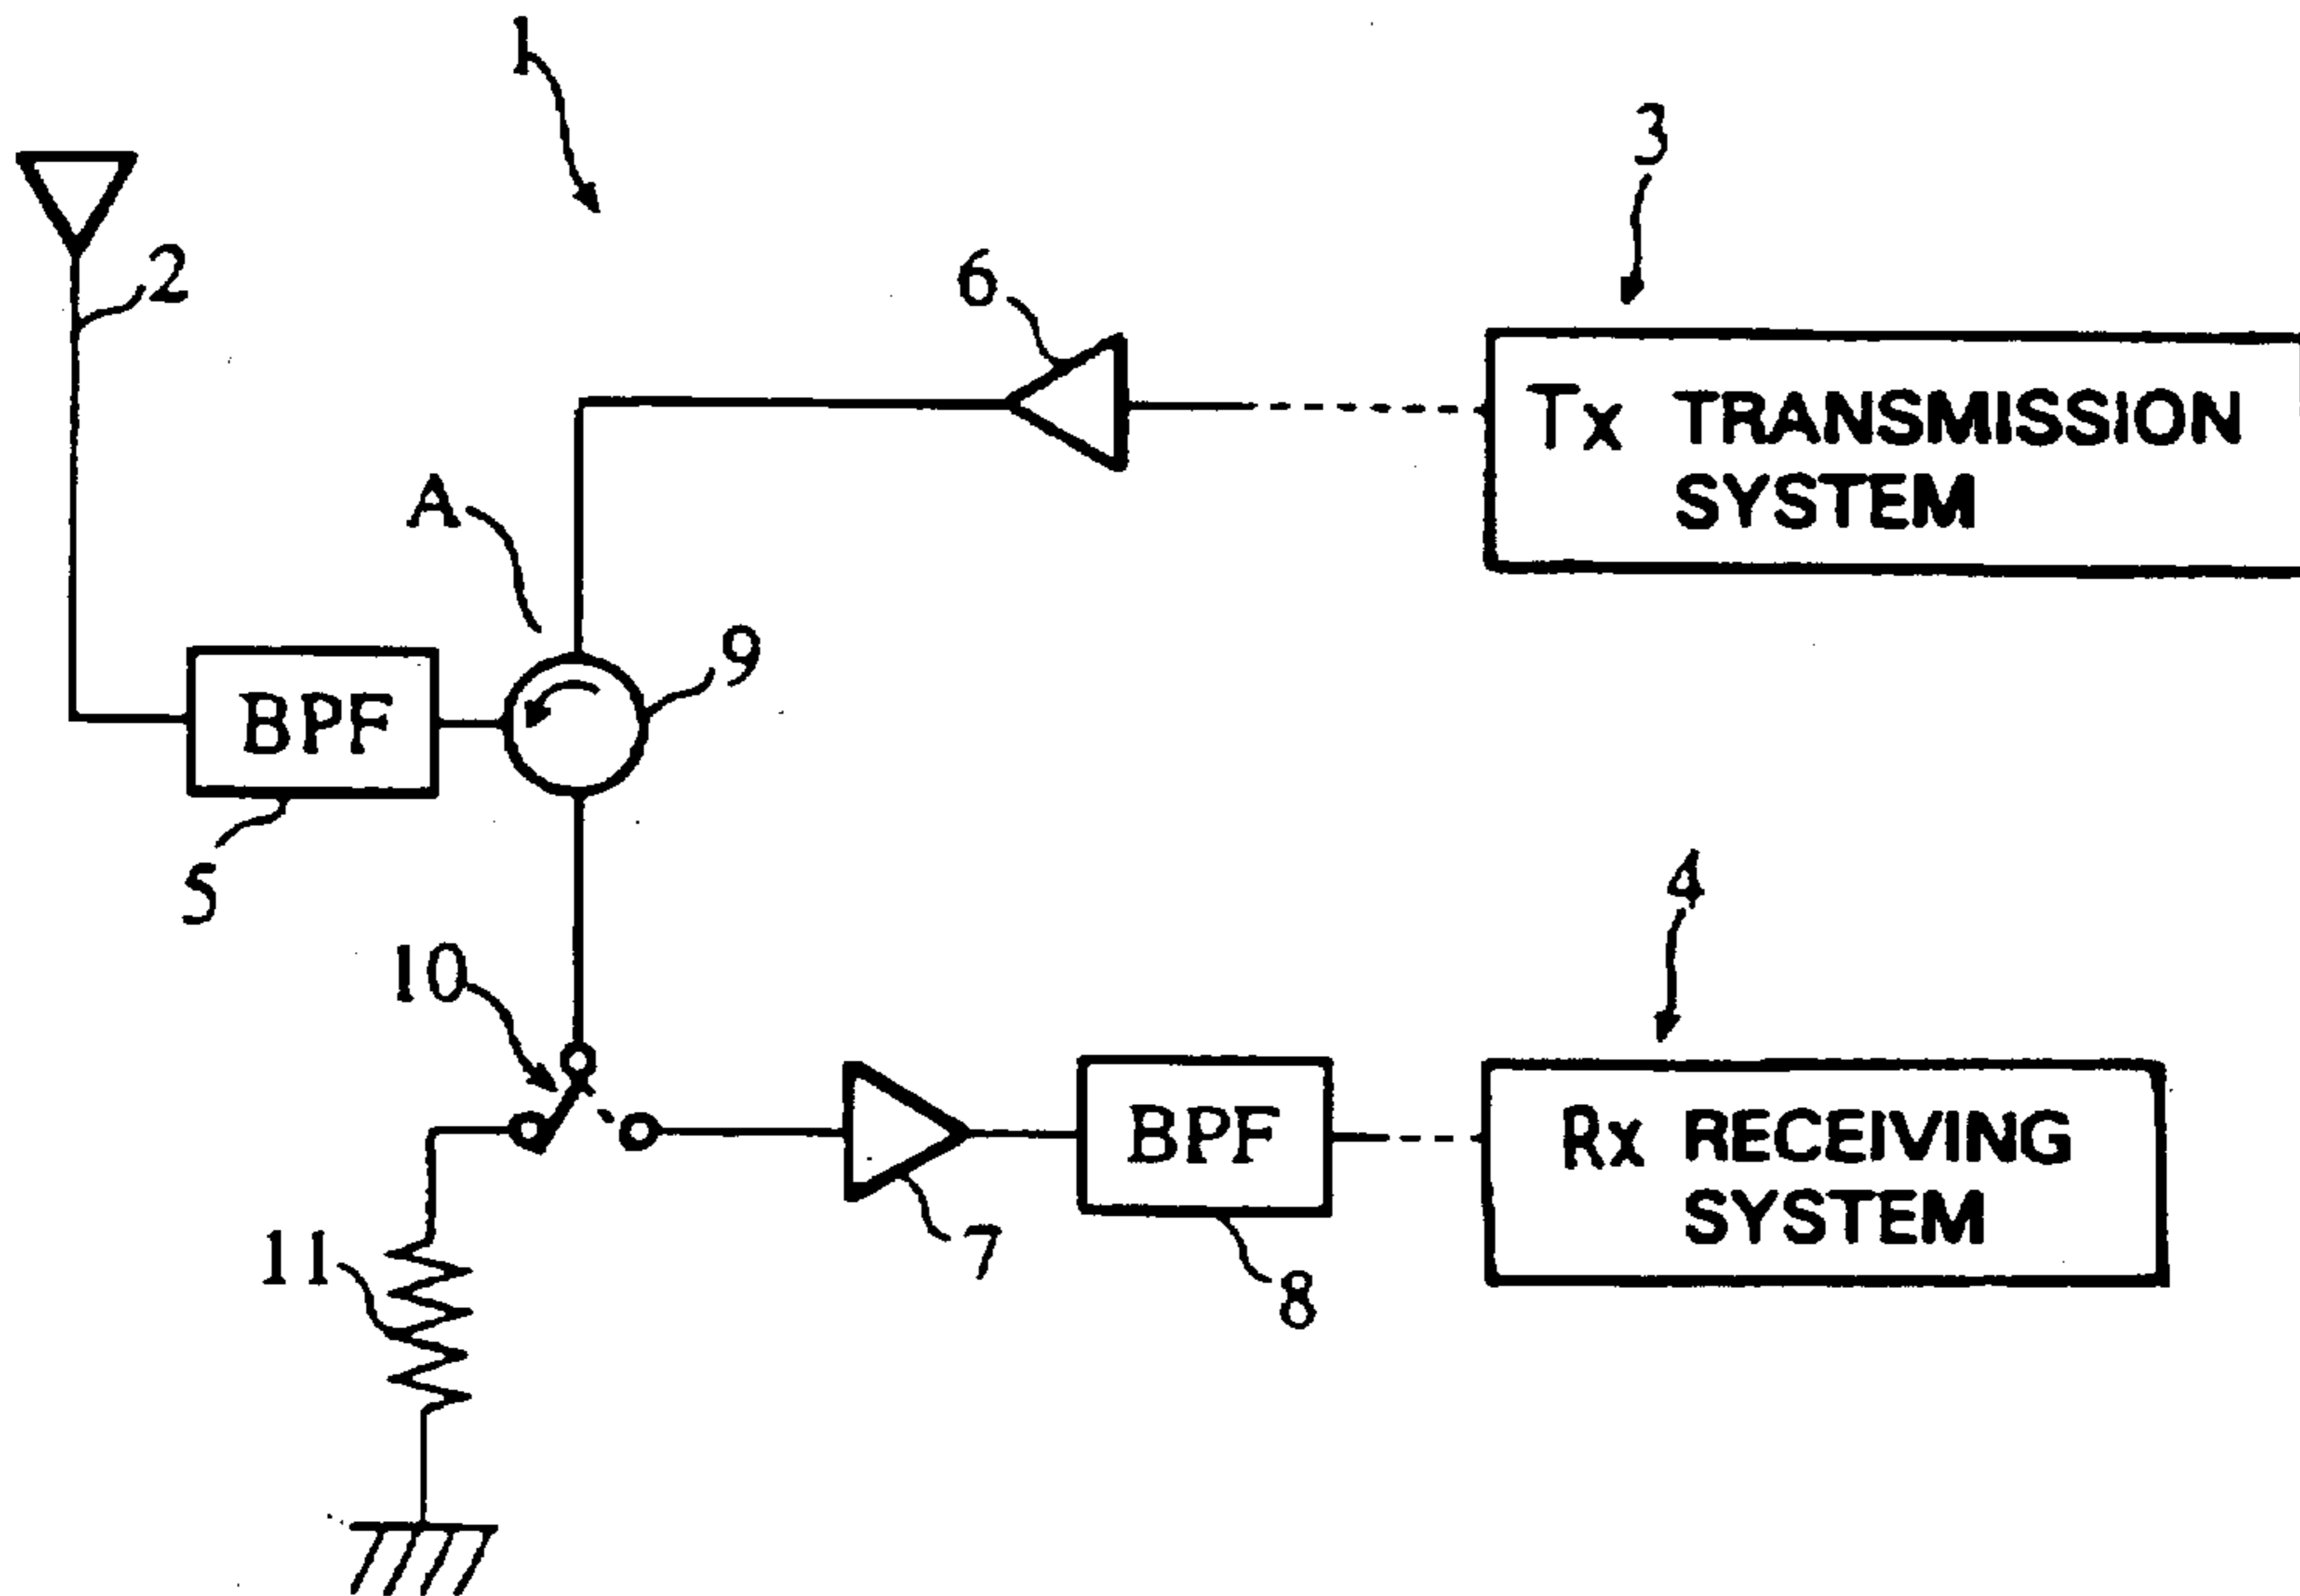 1
3
2
6
Tx TRANSMISSION
SYSTEM
A
9
BPF
5
4
10
BPF
Rx RECEIVING
SYSTEM
11
7
8